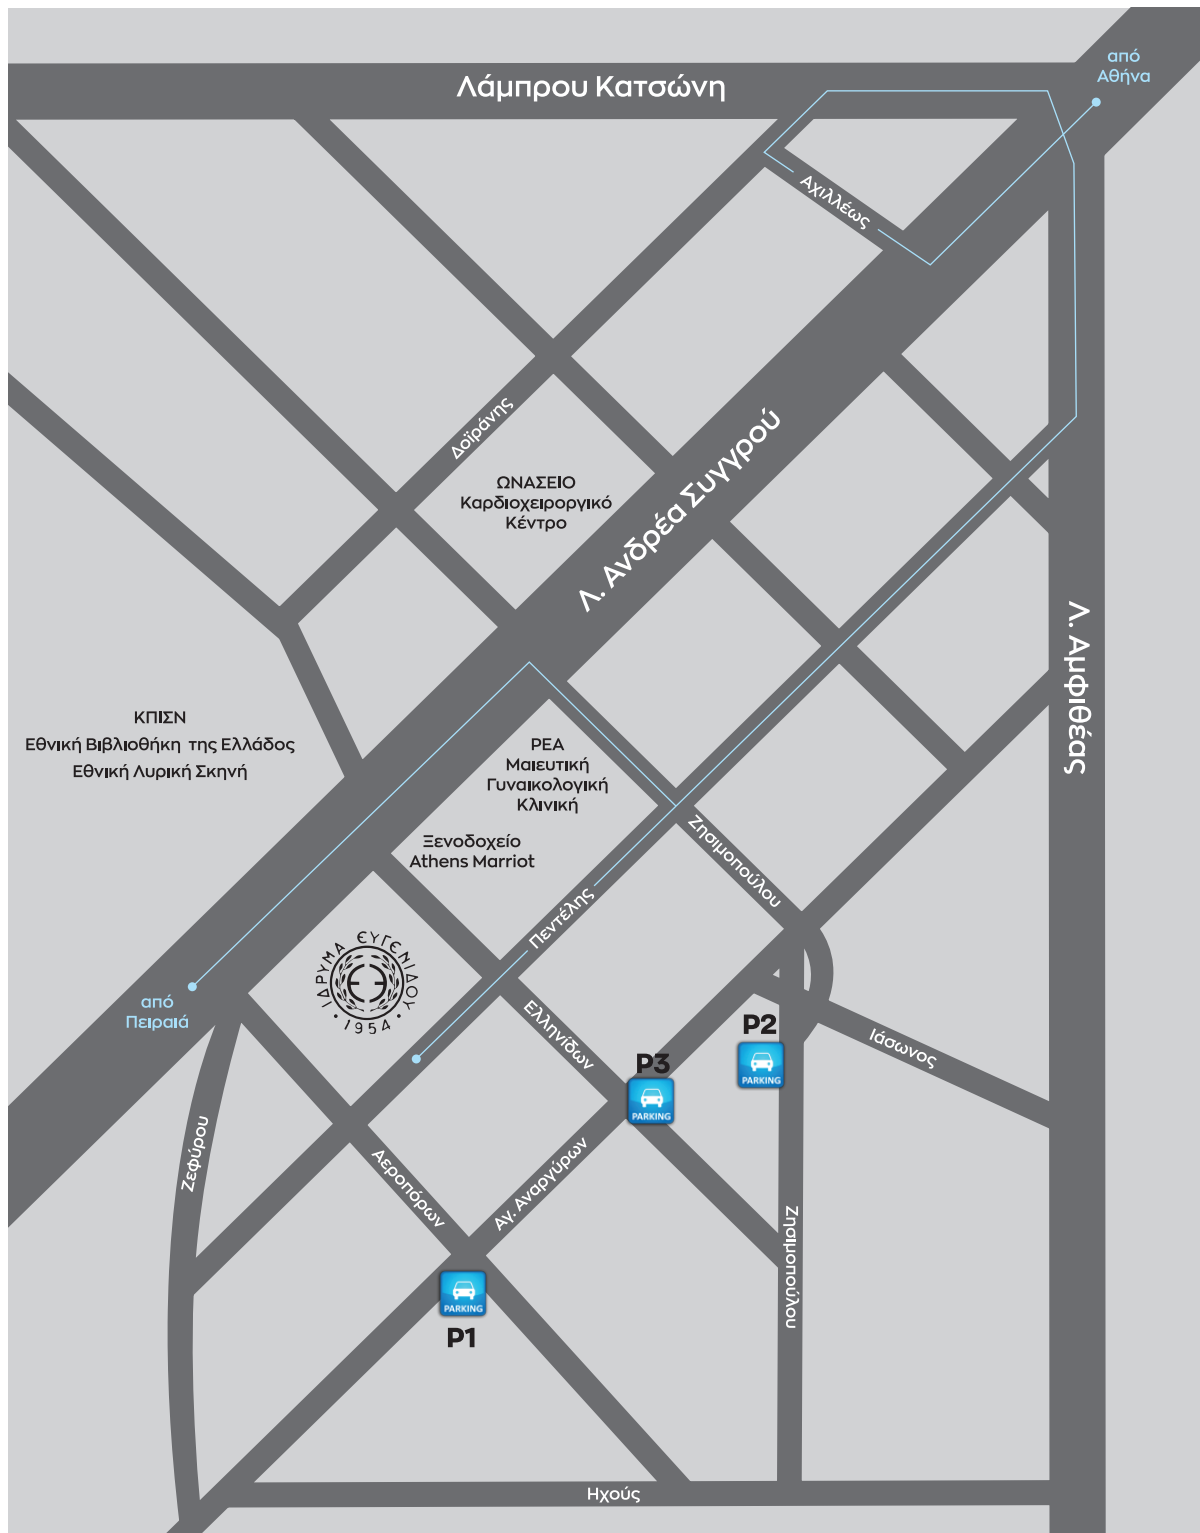 από
Αθήνα
Λάμπρου Κατσώνη
Αχιλλέως
Δοϊράνης
Λ. Ανδρέα Συγγρού
ΩΝΑΣΕΙΟ
Καρδιοχειροργικό
Κέντρο
Λ. Αμφιθέας
ΚΠΙΣΝ
Εθνική Βιβλιοθήκη της Ελλάδος
Εθνική Λυρική Σκηνή
ΡΕΑ
Μαιευτική
Γυναικολογική
Κλινική
Ξενοδοχείο
Athens Marriot
Ζησιμοπούλου
Πεντέλης
ΙΔΡΥΜΑ ΕΥΓΕΝΙΔΟΥ
• 1954 •
από
Πειραιά
Ελληνίδων
P2
PARKING
Ιάσωνος
P3
PARKING
Ζεφύρου
Αεροπόρων
Αγ. Αναργύρων
Ζησιμοπούλου
PARKING
P1
Ηχούς